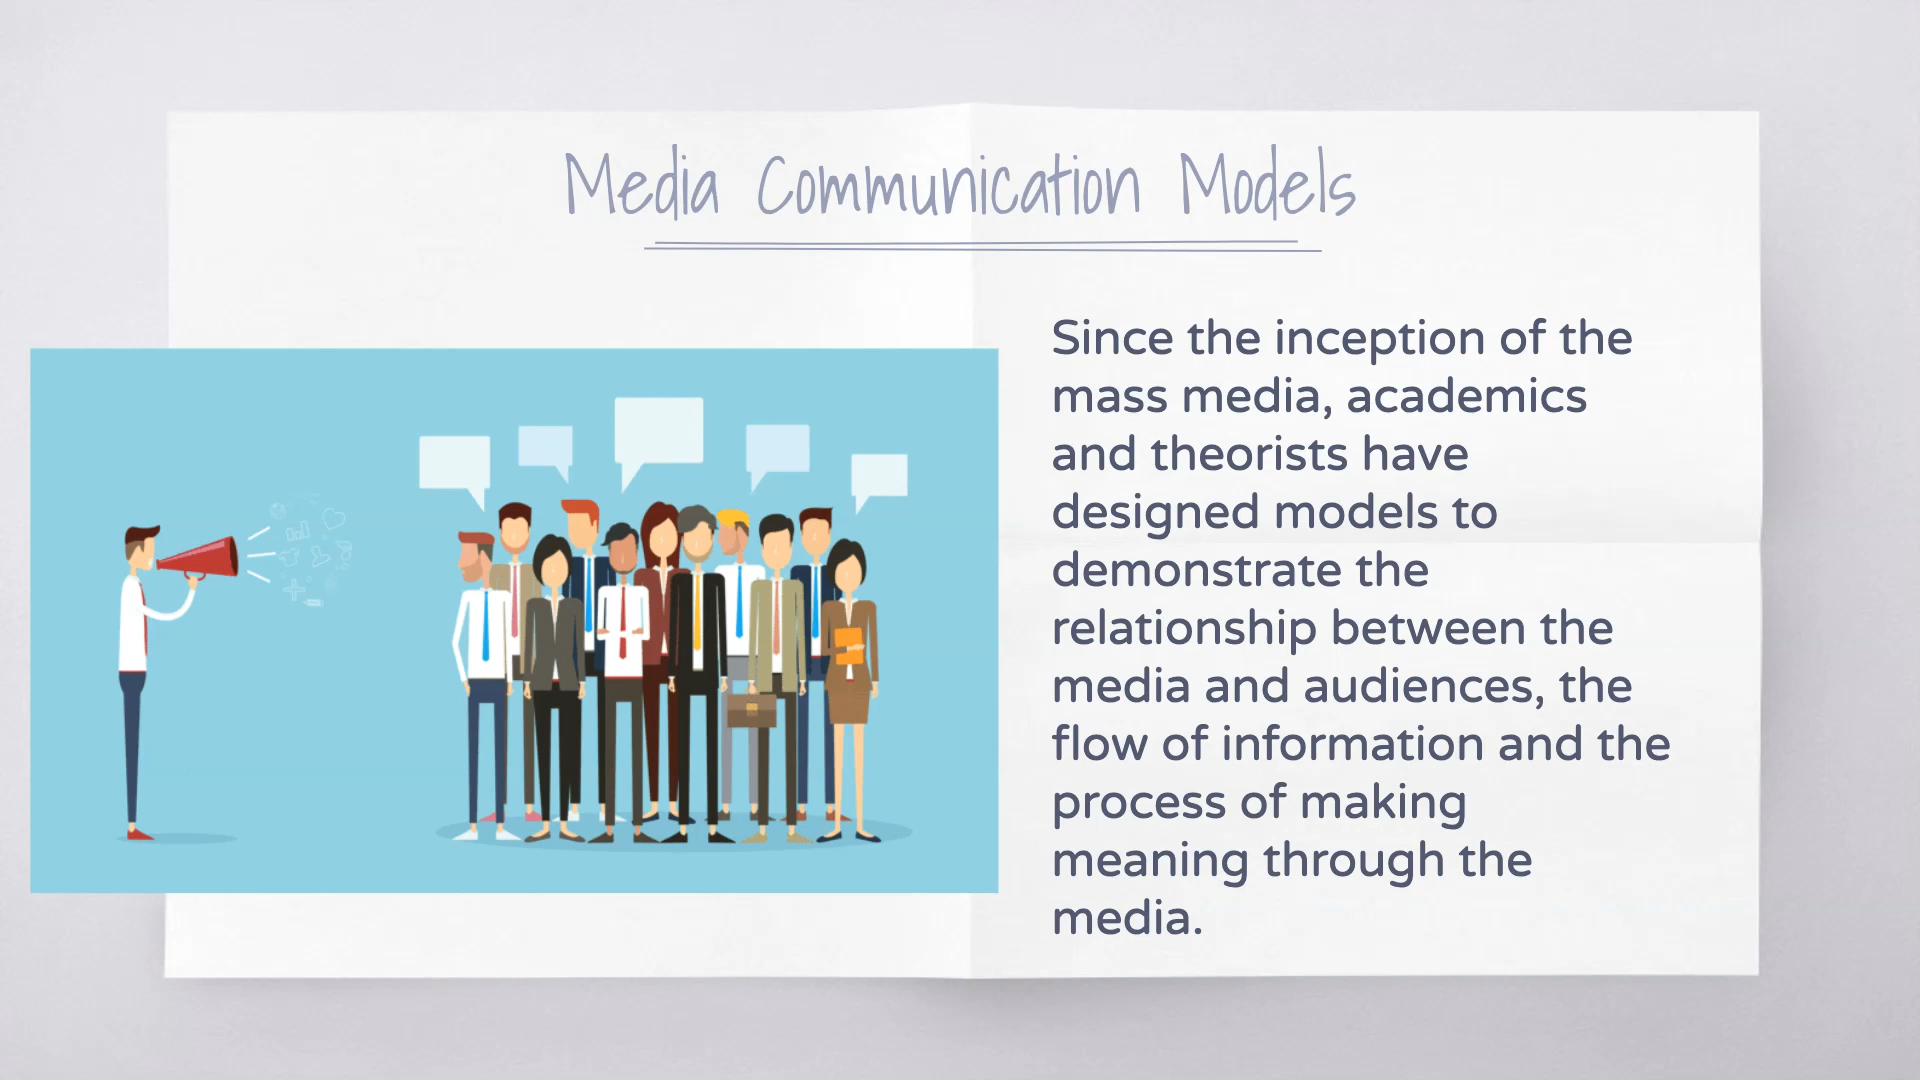 Media Communication Models
Since the inception of the
mass media, academics
and theorists have
designed models to
demonstrate the
relationship between the
media and audiences, the
flow of information and the
process of making
meaning through the
media.